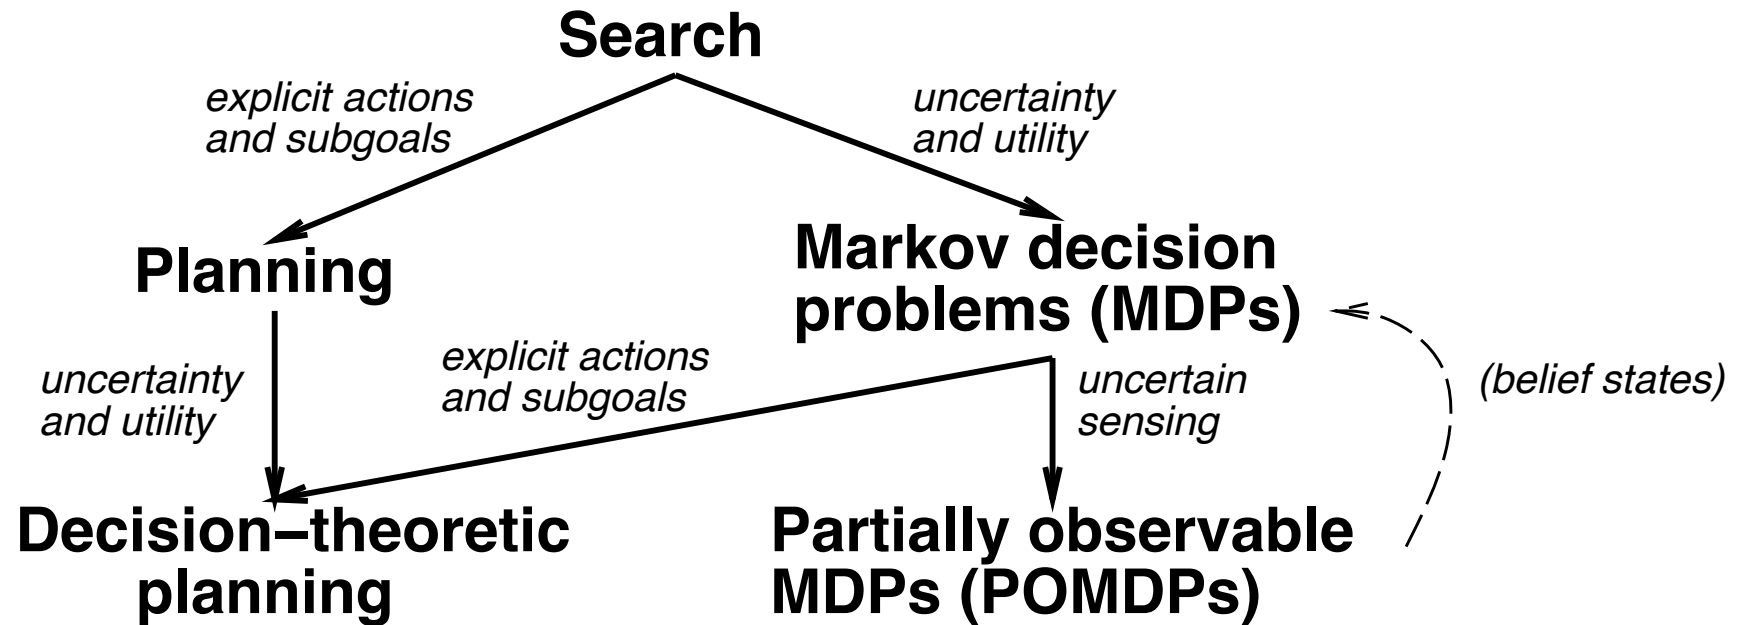 Search
explicit actions
and subgoals
uncertainty
and utility
Planning
Markov decision
problems (MDPs)
uncertainty
and utility
explicit actions
and subgoals
uncertain
sensing
(belief states)
Decision–theoretic
planning
Partially observable
MDPs (POMDPs)